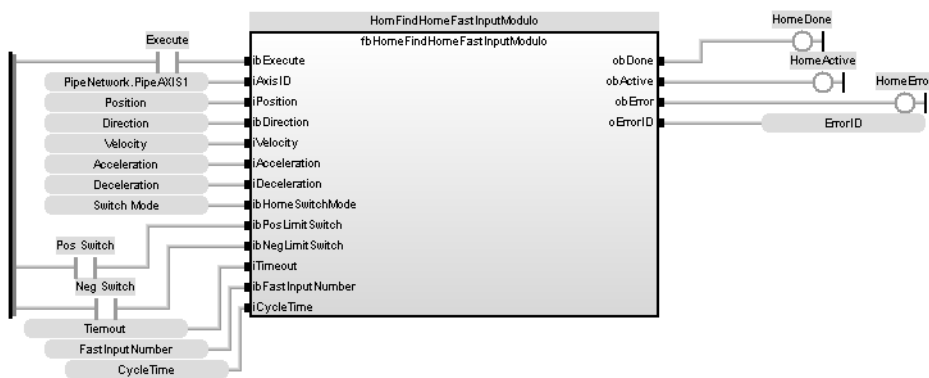 HomFindHomeFastInputModulo
HomeDone
Execute
fbHomeFindHomeFastInputModulo
ibExecute
obDone
HomeActive
PipeNetwork.PipeAXIS1
iAxisID
obActive
HomeErro
Position
iPosition
obError
Direction
ibDirection
oErrorID
ErrorID
Velocity
iVelocity
Acceleration
iAcceleration
Deceleration
iDeceleration
Switch Mode
ibHomeSwitchMode
ibPosLimitSwitch
Pos Switch
ibNegLimitSwitch
iTimeout
Neg Switch
ibFastInputNumber
iCycleTime
Tiemout
FastInputNumber
CycleTime